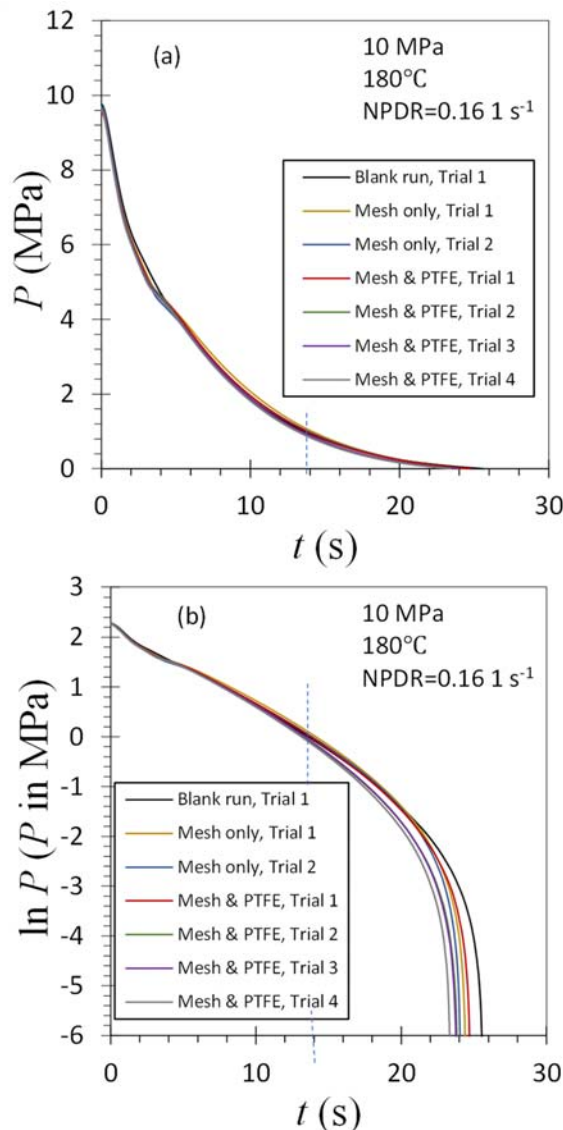 12
(a)
10 MPa
180°C
NPDR=0.16 1 s⁻¹
10
8
6
4
2
0
P (MPa)
Blank run, Trial 1
Mesh only, Trial 1
Mesh only, Trial 2
Mesh & PTFE, Trial 1
Mesh & PTFE, Trial 2
Mesh & PTFE, Trial 3
Mesh & PTFE, Trial 4
0 10 20 30
t (s)
3
(b)
10 MPa
180°C
NPDR=0.16 1 s⁻¹
2
1
0
-1
-2
-3
-4
-5
-6
ln P (P in MPa)
Blank run, Trial 1
Mesh only, Trial 1
Mesh only, Trial 2
Mesh & PTFE, Trial 1
Mesh & PTFE, Trial 2
Mesh & PTFE, Trial 3
Mesh & PTFE, Trial 4
0 10 20 30
t (s)